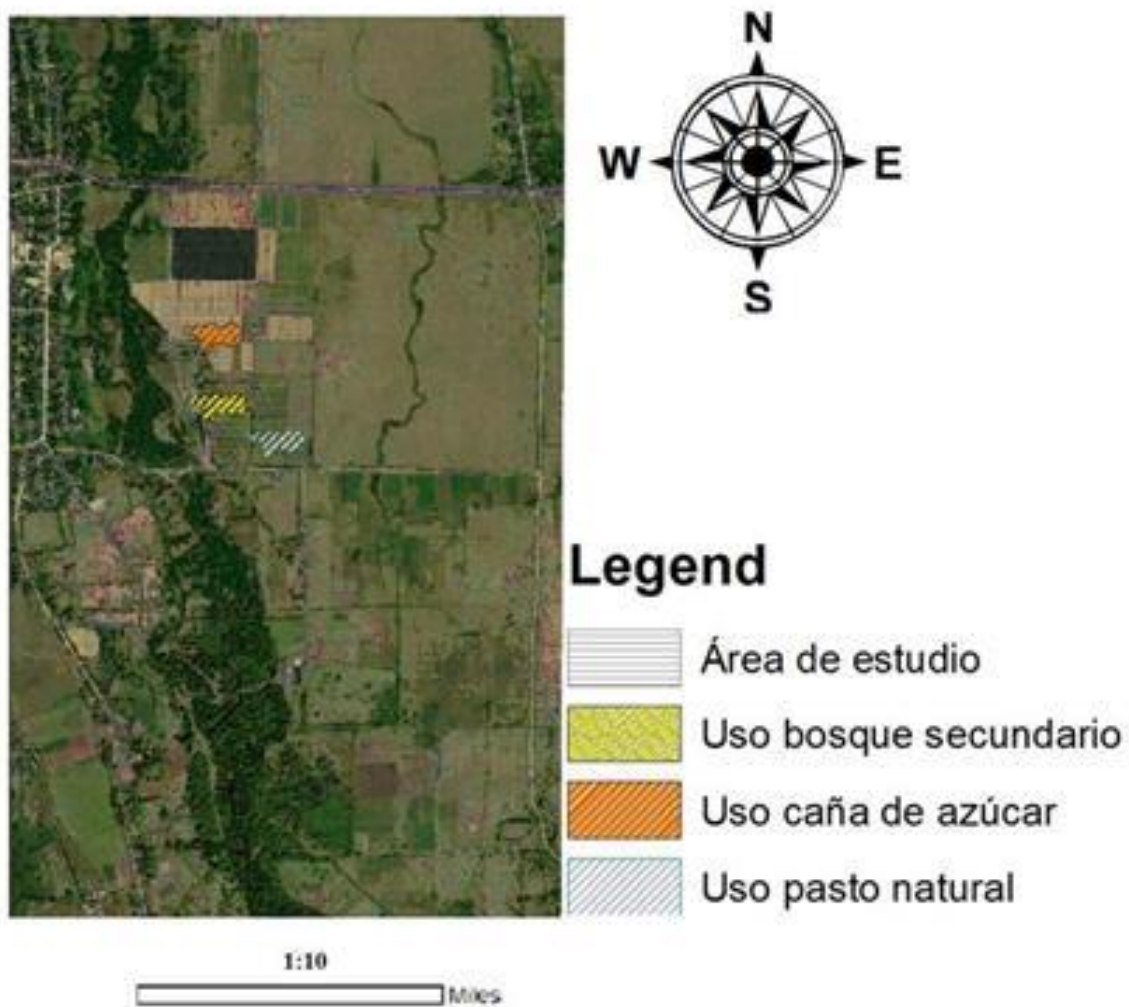 N
W
E
S
Legend
Área de estudio
Uso bosque secundario
Uso caña de azúcar
Uso pasto natural
1:10
Miles